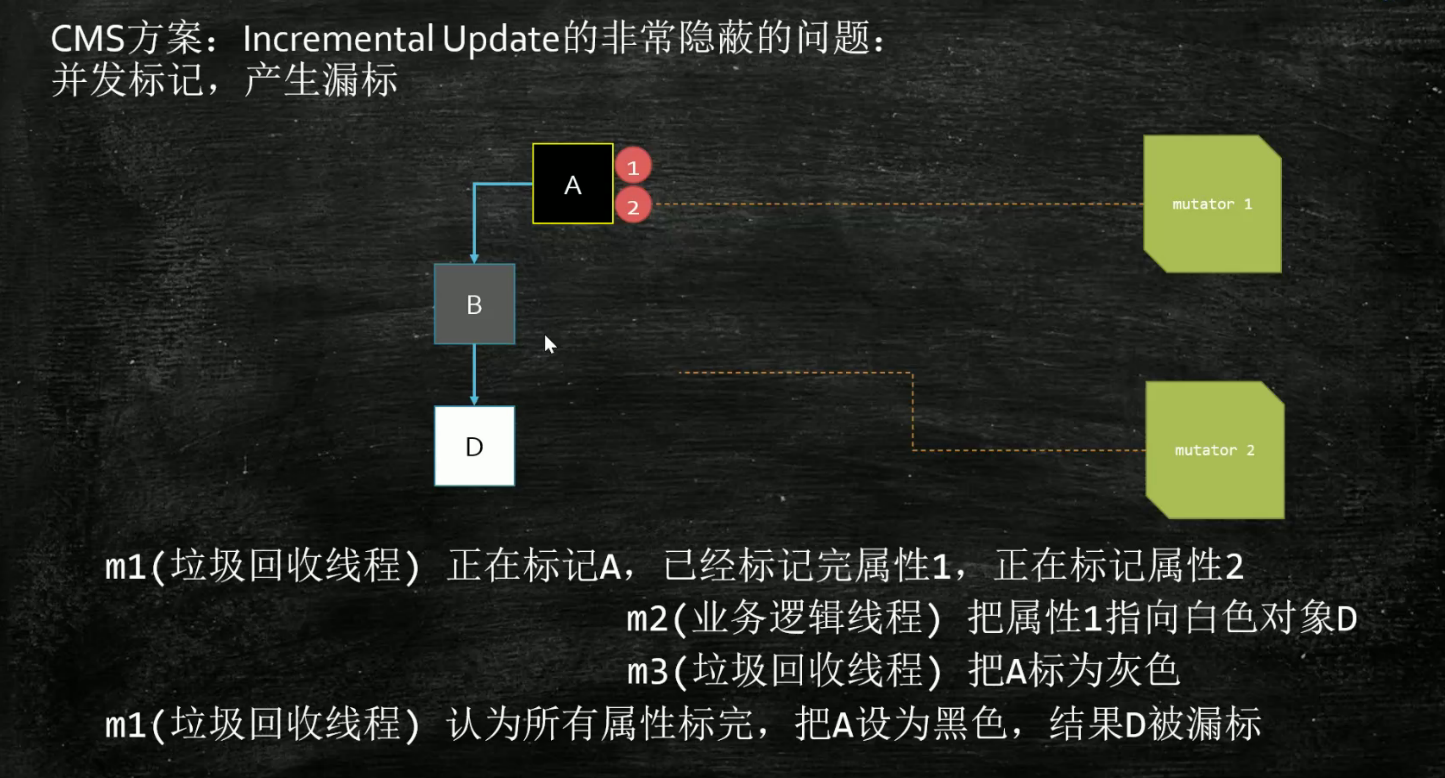 CMS方案：Incremental Update的非常隐蔽的问题：
并发标记，产生漏标
A
1
2
mutator 1
B
D
mutator 2
m1(垃圾回收线程) 正在标记A，已经标记完属性1，正在标记属性2
m2(业务逻辑线程) 把属性1指向白色对象D
m3(垃圾回收线程) 把A标为灰色
m1(垃圾回收线程) 认为所有属性标完，把A设为黑色，结果D被漏标